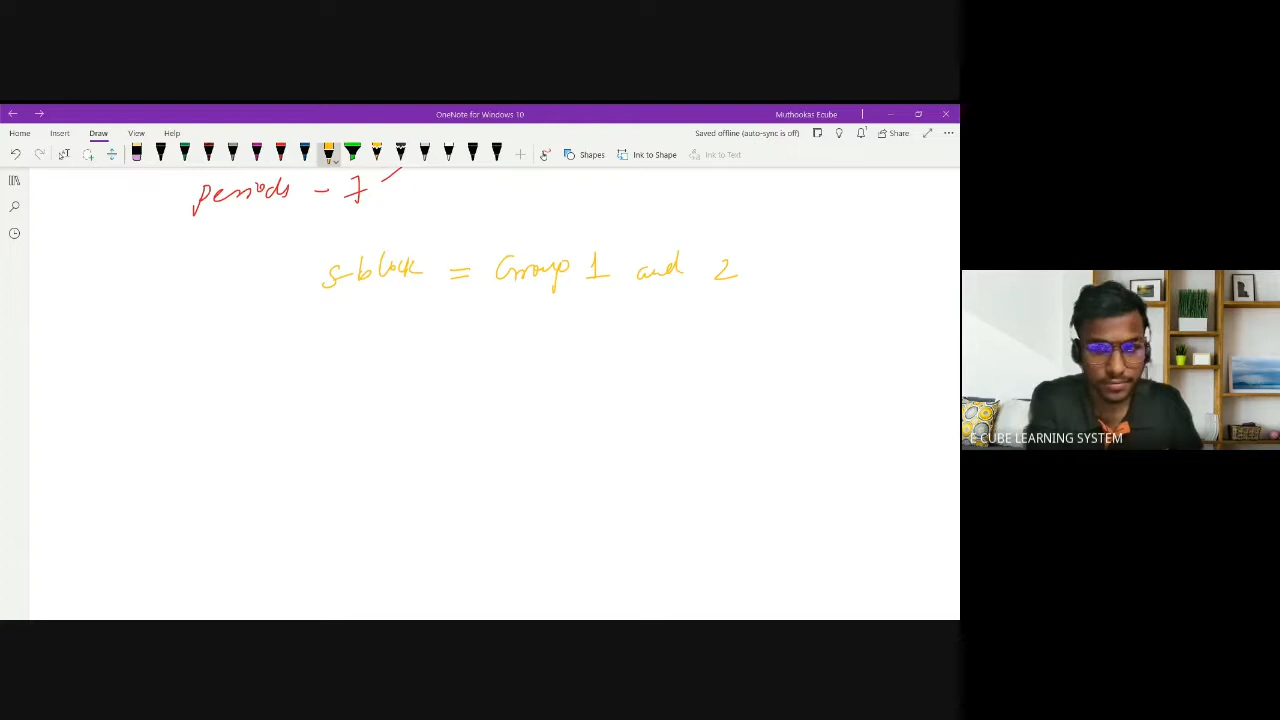 OneNote for Windows 10
Muthookas Ecube
Home Insert Draw View Help
Saved offline (auto-sync is off)
Share
Shapes
Ink to Shape
Ink to Text
periods - 7
s-block = Group 1 and 2
E CUBE LEARNING SYSTEM